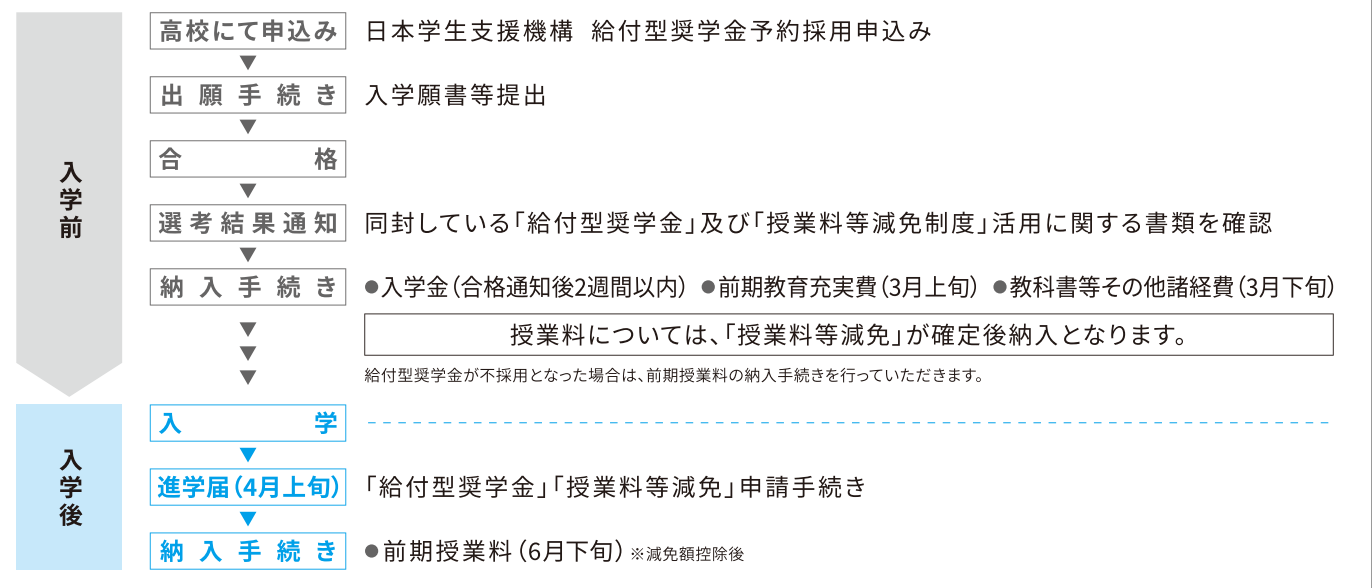 入学前
高校にて申込み 日本学生支援機構 給付型奨学金予約採用申込み
出願手続き 入学願書等提出
合格
選考結果通知 同封している「給付型奨学金」及び「授業料等減免制度」活用に関する書類を確認
納入手続き ●入学金（合格通知後2週間以内） ●前期教育充実費（3月上旬） ●教科書等その他諸経費（3月下旬）
授業料については、「授業料等減免」が確定後納入となります。
給付型奨学金が不採用となった場合は、前期授業料の納入手続きを行っていただきます。
入学後
入学
進学届（4月上旬） 「給付型奨学金」「授業料等減免」申請手続き
納入手続き ●前期授業料（6月下旬）※減免額控除後